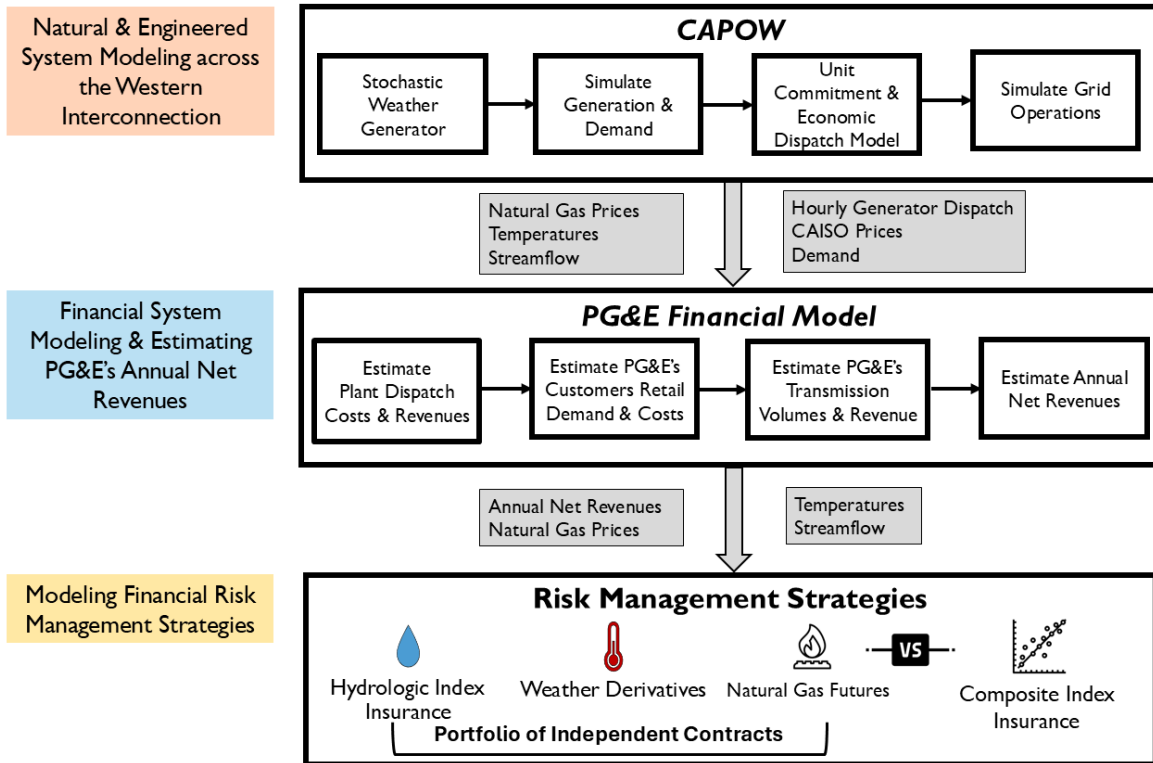 Natural & Engineered
System Modeling across
the Western
Interconnection
CAPOW
Stochastic
Weather
Generator
Simulate
Generation &
Demand
Unit
Commitment &
Economic
Dispatch Model
Simulate Grid
Operations
Natural Gas Prices
Temperatures
Streamflow
Hourly Generator Dispatch
CAISO Prices
Demand
Financial System
Modeling & Estimating
PG&E's Annual Net
Revenues
PG&E Financial Model
Estimate
Plant Dispatch
Costs & Revenues
Estimate PG&E's
Customers Retail
Demand & Costs
Estimate PG&E's
Transmission
Volumes & Revenue
Estimate Annual
Net Revenues
Annual Net Revenues
Natural Gas Prices
Temperatures
Streamflow
Modeling Financial Risk
Management Strategies
Risk Management Strategies
Hydrologic Index
Insurance
Weather Derivatives
Natural Gas Futures
VS
Composite Index
Insurance
Portfolio of Independent Contracts